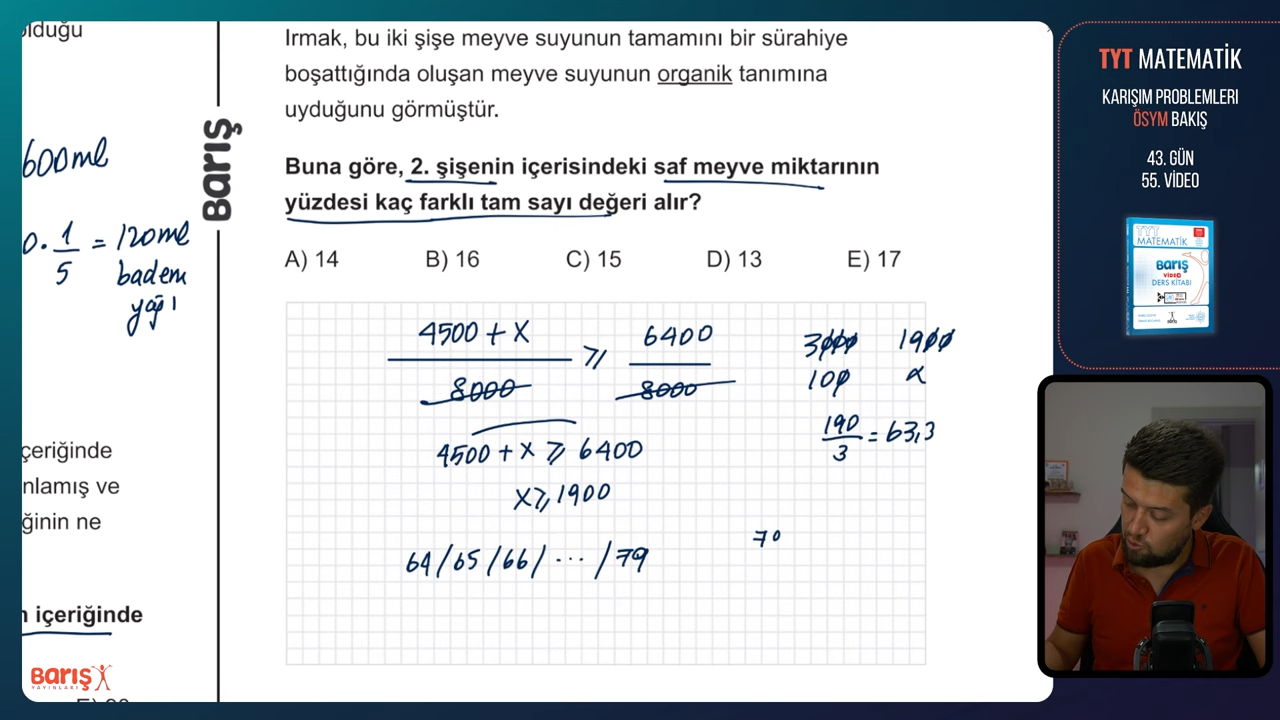 olduğu
600ml
0 · 1/5 = 120ml
badem
yağı
çeriğinde
nlamış ve
ğinin ne
n içeriğinde
Barış
YAYINLARI
Barış
Irmak, bu iki şişe meyve suyunun tamamını bir sürahiye
boşattığında oluşan meyve suyunun organik tanımına
uyduğunu görmüştür.
Buna göre, 2. şişenin içerisindeki saf meyve miktarının
yüzdesi kaç farklı tam sayı değeri alır?
A) 14 B) 16 C) 15 D) 13 E) 17
4500 + x / 8000 ⩾ 6400 / 8000
4500 + x ⩾ 6400
x ⩾ 1900
64/65/66/ ... /79
3000 1900
100 α
190/3 = 63,3
79
TYT MATEMATİK
KARIŞIM PROBLEMLERI
ÖSYM BAKIŞ
43. GÜN
55. VİDEO
TYT
MATEMATİK
Barış
VİDEO
DERS KİTABI